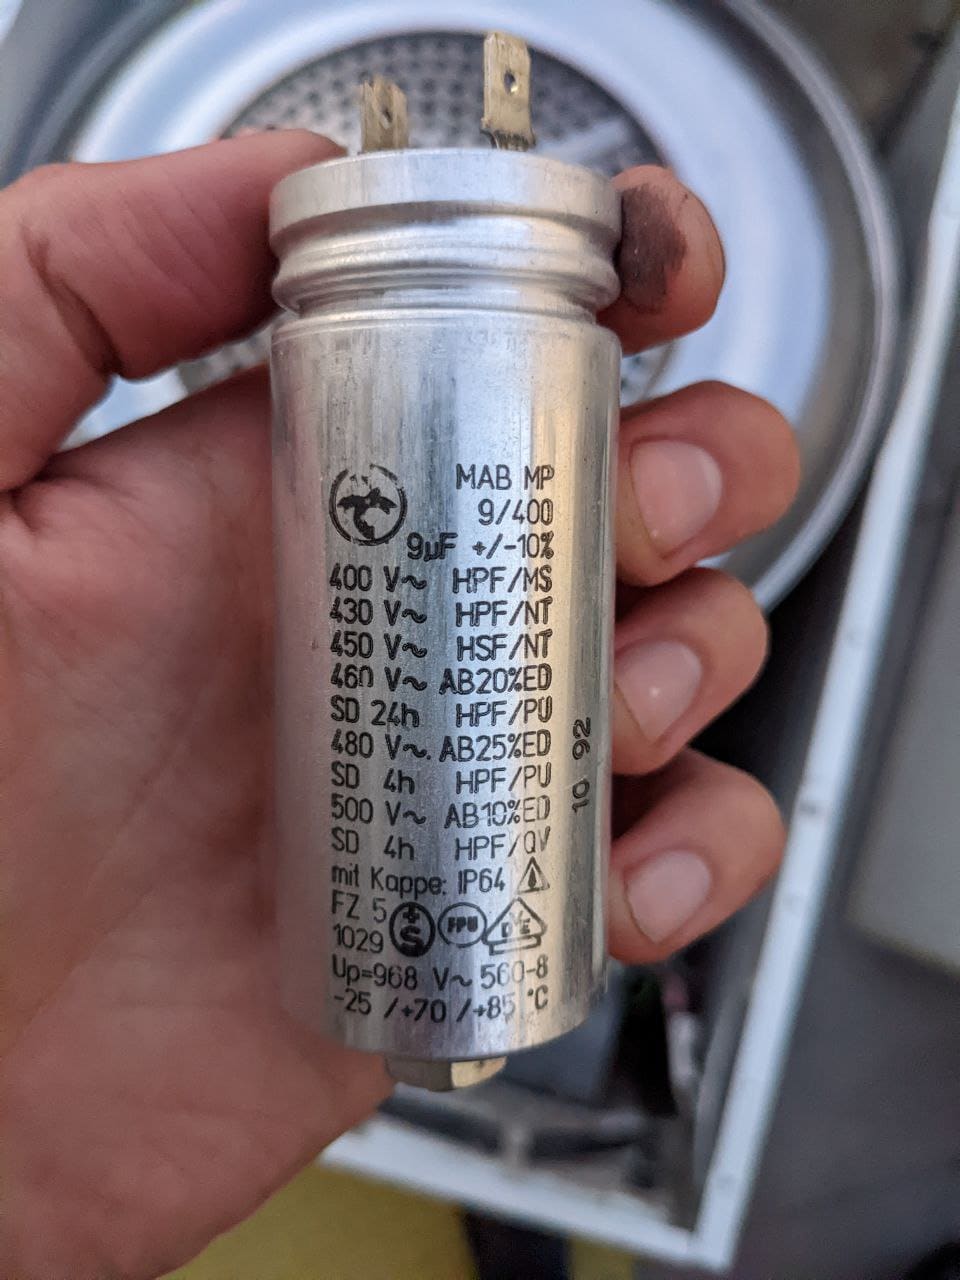 MAB MP
9/400
9µF +/-10%
400 V~ HPF/MS
430 V~ HPF/NT
450 V~ HSF/NT
460 V~ AB20%ED
SD 24h HPF/PU
480 V~. AB25%ED
SD 4h HPF/PU
500 V~ AB10%ED
SD 4h HPF/QV
mit Kappe: IP64
FZ 5
1029 +S FPU VDE
Up=968 V~ 560-8
-25 /+70 /+85 °C
10 92